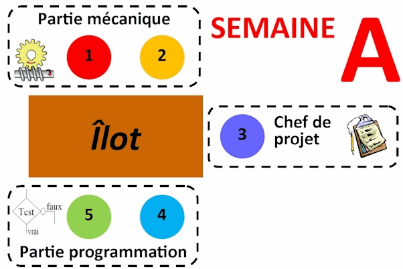 Partie mécanique
1
2
SEMAINE A
Îlot
3
Chef de
projet
Test
faux
vrai
5
4
Partie programmation